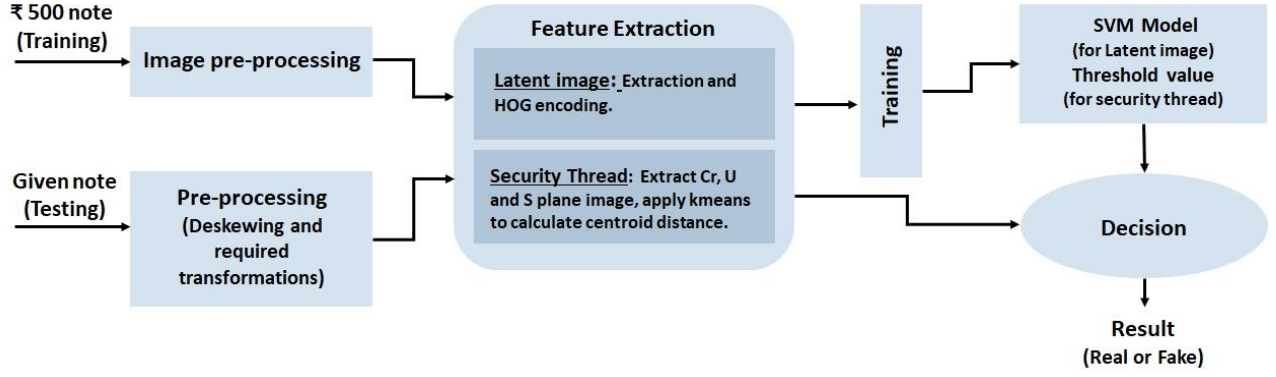 ₹ 500 note
(Training)
Image pre-processing
Given note
(Testing)
Pre-processing
(Deskewing and
required
transformations)
Feature Extraction
Latent image: Extraction and
HOG encoding.
Security Thread: Extract Cr, U
and S plane image, apply kmeans
to calculate centroid distance.
Training
SVM Model
(for Latent image)
Threshold value
(for security thread)
Decision
Result
(Real or Fake)